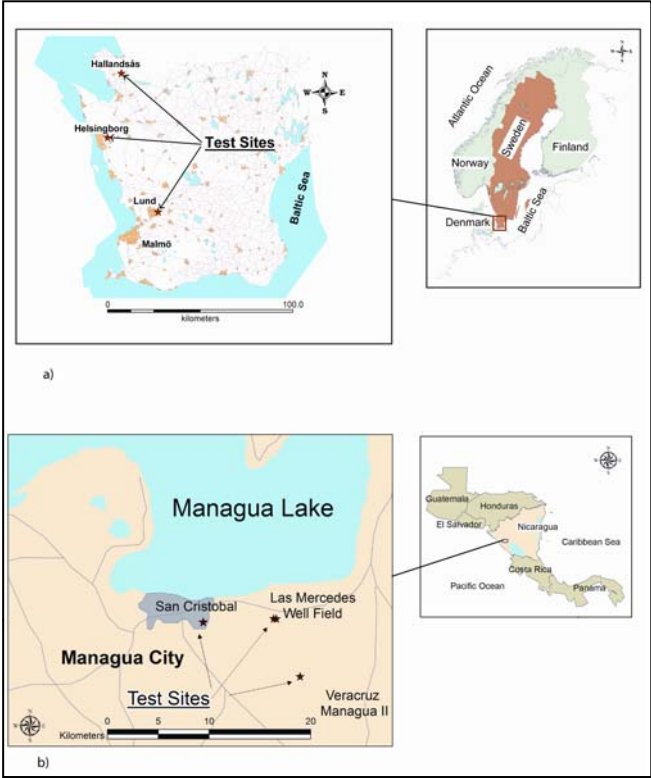 Hallandsås
N
W E
S
Helsingborg
Test Sites
Lund
Malmö
Baltic Sea
0 100.0
kilometers
Atlantic Ocean
Sweden
Finland
Norway
Baltic Sea
Denmark
a)
Managua Lake
San Cristobal
Las Mercedes
Well Field
Managua City
Test Sites
Veracruz
Managua II
0 5 10 20
Kilometers
Guatemala
Honduras
El Salvador
Nicaragua
Caribbean Sea
Costa Rica
Pacific Ocean
Panama
b)